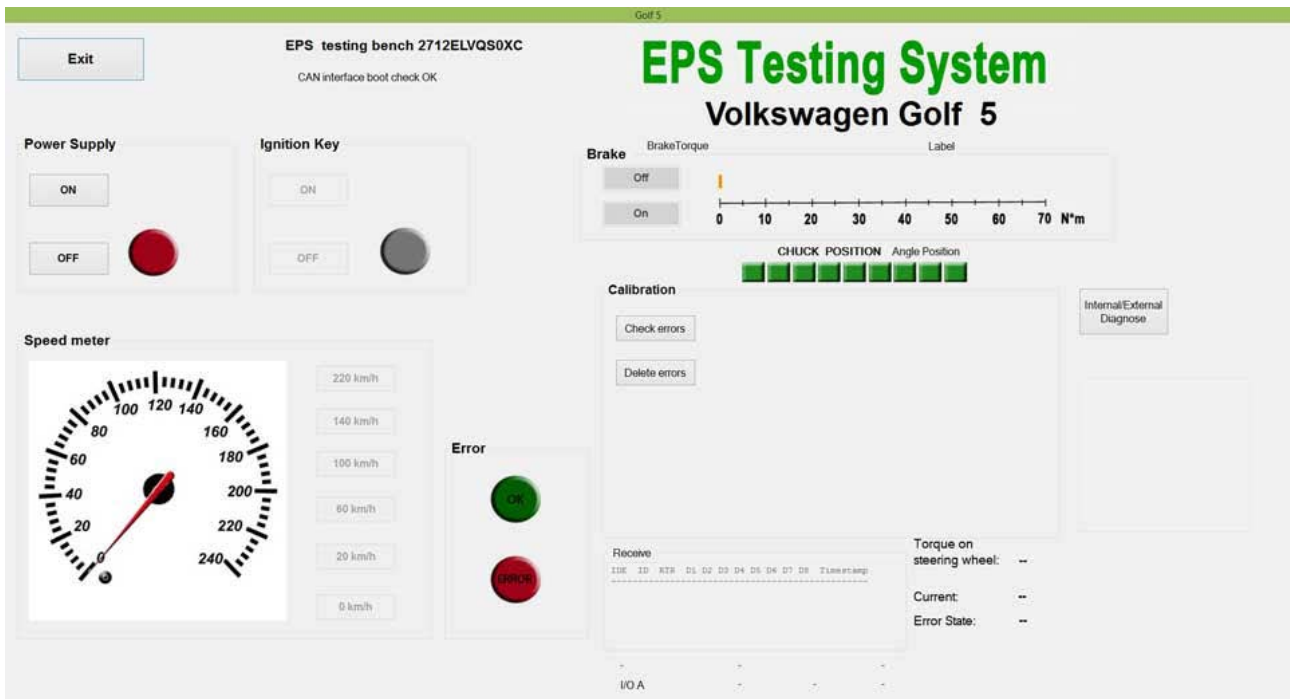 Golf 5
Exit
EPS testing bench 2712ELVQS0XC
CAN interface boot check OK
EPS Testing System
Volkswagen Golf 5
Power Supply
ON
OFF
Ignition Key
ON
OFF
Brake
BrakeTorque
Label
Off
On
0 10 20 30 40 50 60 70 N*m
CHUCK POSITION Angle Position
Calibration
Check errors
Delete errors
Internal/External
Diagnose
Speed meter
0 20 40 60 80 100 120 140 160 180 200 220 240
220 km/h
140 km/h
100 km/h
60 km/h
20 km/h
0 km/h
Error
OK
ERROR
Receive
IDE ID RTR D1 D2 D3 D4 D5 D6 D7 D8 Timestamp
Torque on
steering wheel: --
Current: --
Error State: --
- - -
I/O A - - -